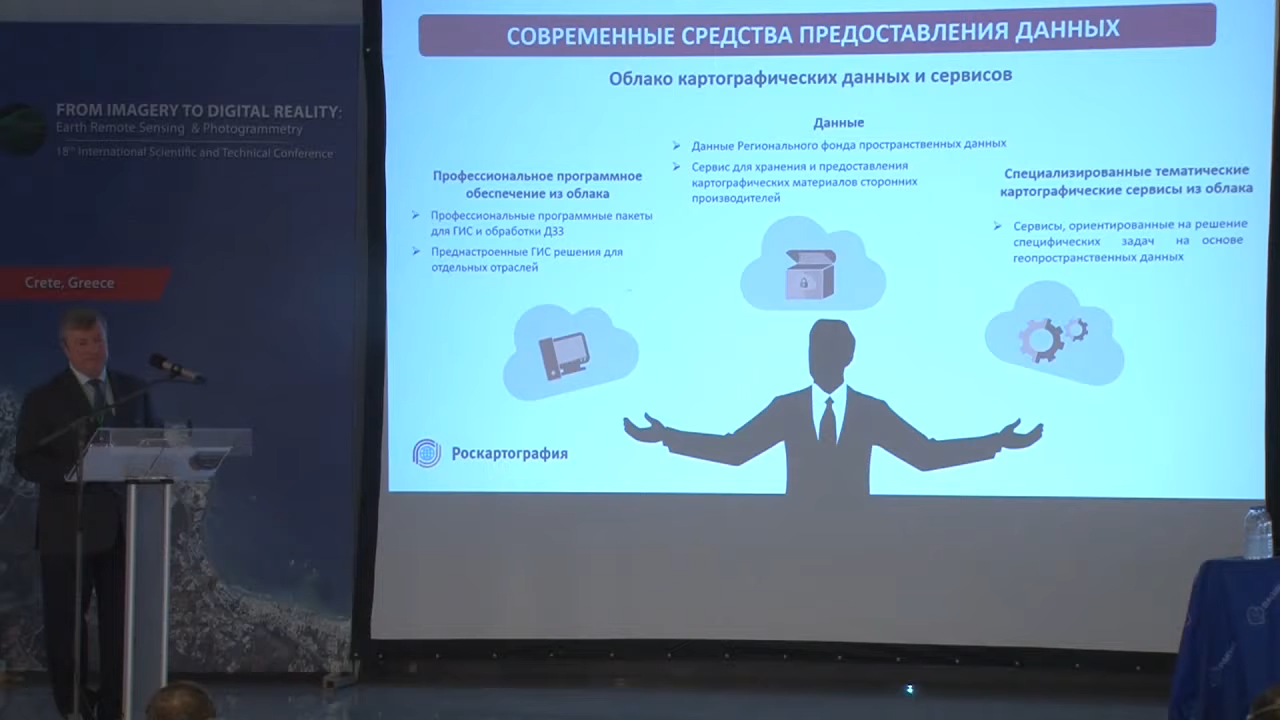 FROM IMAGERY TO DIGITAL REALITY:
Earth Remote Sensing & Photogrammetry
18th International Scientific and Technical Conference
Crete, Greece
СОВРЕМЕННЫЕ СРЕДСТВА ПРЕДОСТАВЛЕНИЯ ДАННЫХ
Облако картографических данных и сервисов
Данные
➢ Данные Регионального фонда пространственных данных
➢ Сервис для хранения и предоставления
картографических материалов сторонних
производителей
Профессиональное программное
обеспечение из облака
➢ Профессиональные программные пакеты
для ГИС и обработки ДЗЗ
➢ Преднастроенные ГИС решения для
отдельных отраслей
Специализированные тематические
картографические сервисы из облака
➢ Сервисы, ориентированные на решение
специфических задач на основе
геопространственных данных
Роскартография